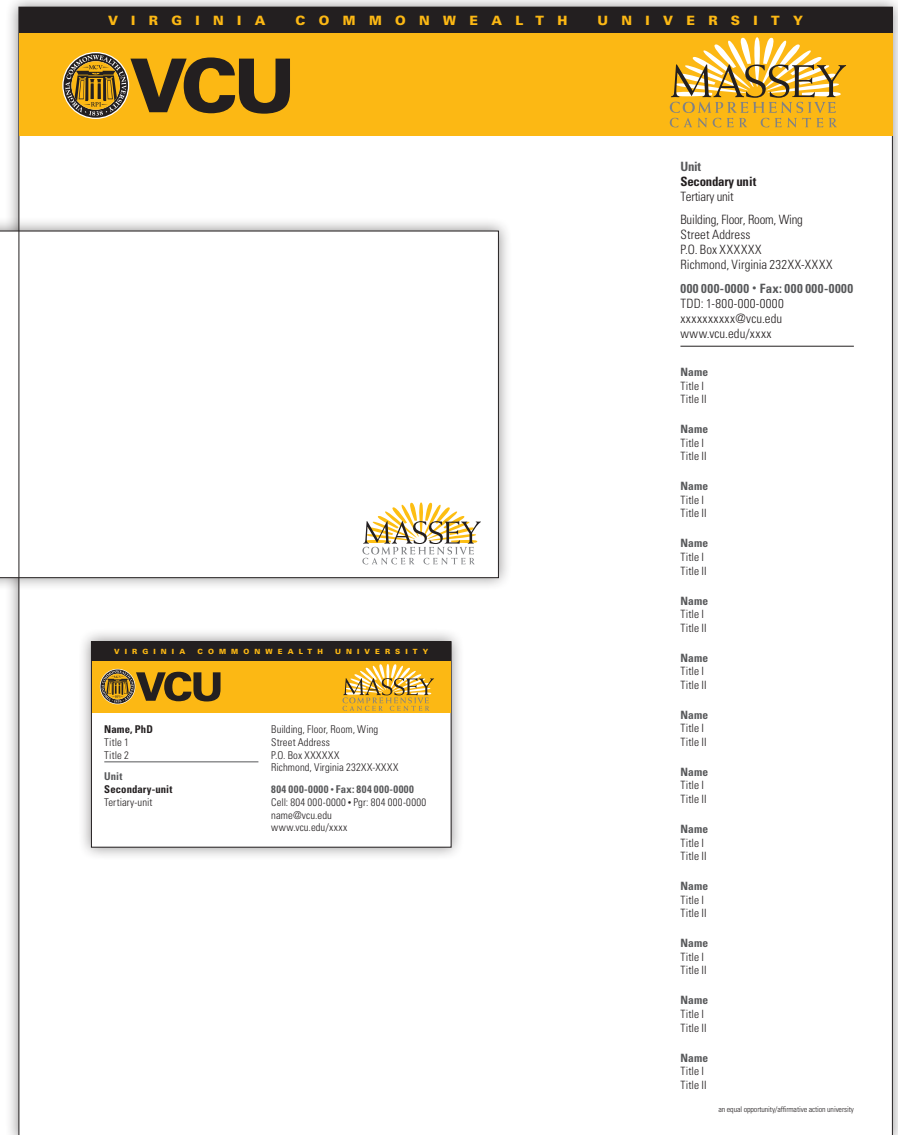 VIRGINIA COMMONWEALTH UNIVERSITY
VIRGINIA COMMONWEALTH UNIVERSITY
MCV
RPI
1838
VCU
MASSEY
COMPREHENSIVE
CANCER CENTER
Unit
Secondary unit
Tertiary unit
Building, Floor, Room, Wing
Street Address
P.O. Box XXXXXX
Richmond, Virginia 232XX-XXXX
000 000-0000 • Fax: 000 000-0000
TDD: 1-800-000-0000
xxxxxxxxxx@vcu.edu
www.vcu.edu/xxxx
Name
Title I
Title II
Name
Title I
Title II
Name
Title I
Title II
Name
Title I
Title II
Name
Title I
Title II
Name
Title I
Title II
Name
Title I
Title II
Name
Title I
Title II
Name
Title I
Title II
Name
Title I
Title II
Name
Title I
Title II
Name
Title I
Title II
Name
Title I
Title II
an equal opportunity/affirmative action university
MASSEY
COMPREHENSIVE
CANCER CENTER
VIRGINIA COMMONWEALTH UNIVERSITY
VCU
MASSEY
COMPREHENSIVE
CANCER CENTER
Name, PhD
Title 1
Title 2
Unit
Secondary-unit
Tertiary-unit
Building, Floor, Room, Wing
Street Address
P.O. Box XXXXXX
Richmond, Virginia 232XX-XXXX
804 000-0000 • Fax: 804 000-0000
Cell: 804 000-0000 • Pgr: 804 000-0000
name@vcu.edu
www.vcu.edu/xxxx